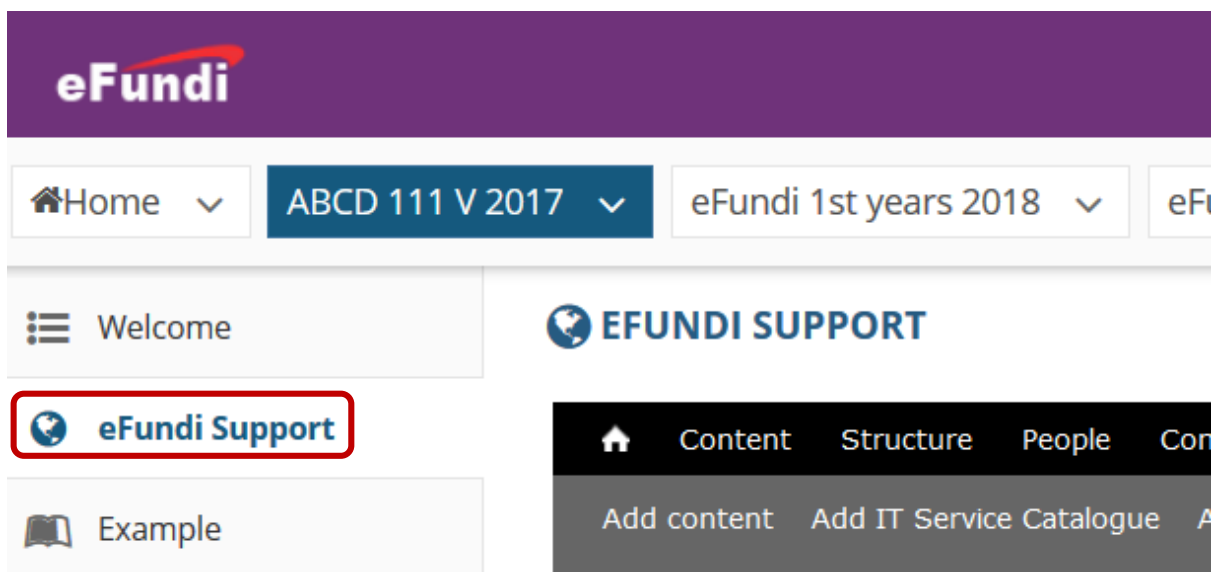 eFundi
Home ABCD 111 V 2017 eFundi 1st years 2018
Welcome
EFUNDI SUPPORT
eFundi Support
Content Structure People
Example
Add content Add IT Service Catalogue